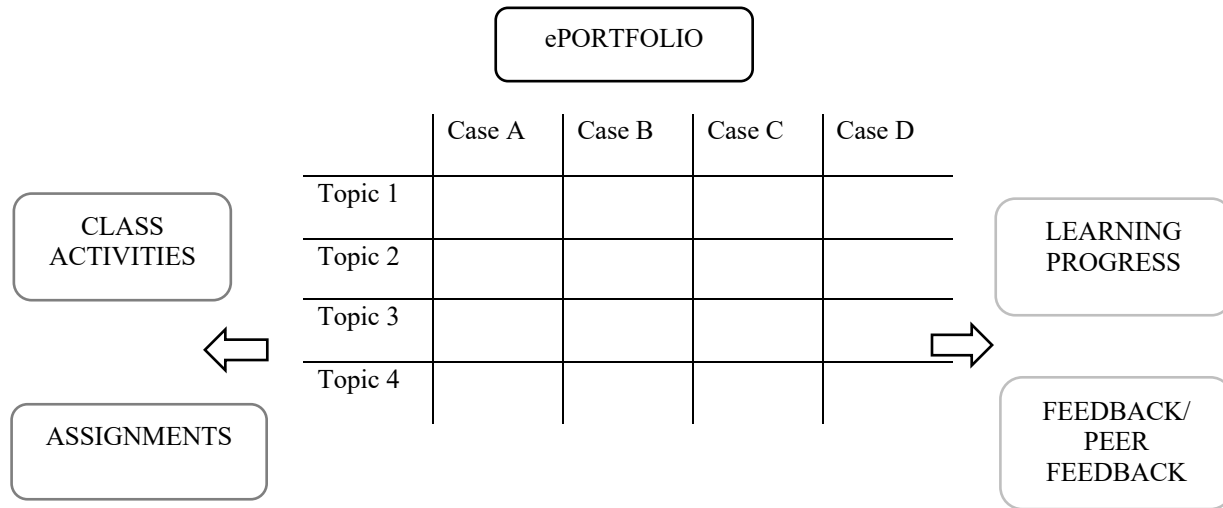 ePORTFOLIO
Case A Case B Case C Case D
Topic 1
Topic 2
Topic 3
Topic 4
CLASS
ACTIVITIES
ASSIGNMENTS
LEARNING
PROGRESS
FEEDBACK/
PEER
FEEDBACK